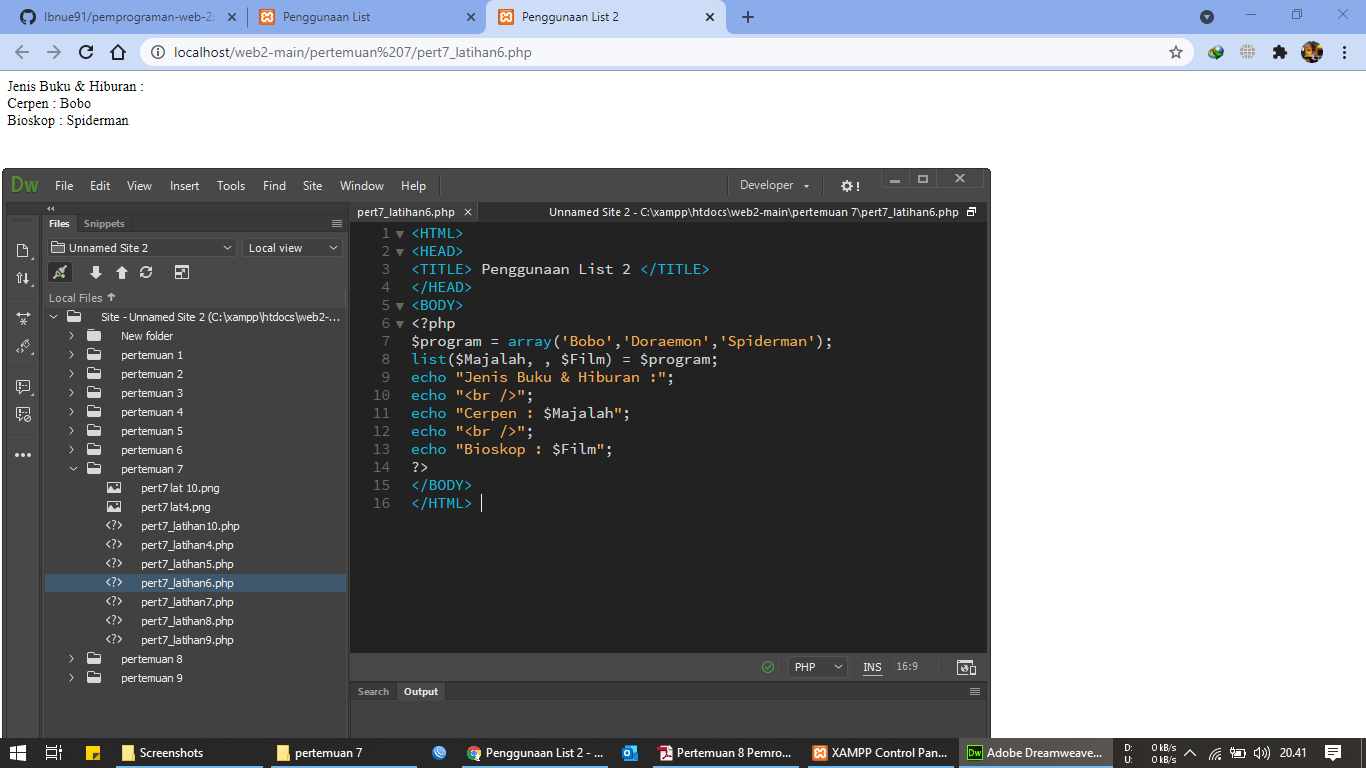 Ibnue91/pemprograman-web-2:
Penggunaan List
Penggunaan List 2
localhost/web2-main/pertemuan%207/pert7_latihan6.php
Jenis Buku & Hiburan :
Cerpen : Bobo
Bioskop : Spiderman
Dw File Edit View Insert Tools Find Site Window Help Developer
Files Snippets
Unnamed Site 2 Local view
Local Files
Site - Unnamed Site 2 (C:\xampp\htdocs\web2-...
New folder
pertemuan 1
pertemuan 2
pertemuan 3
pertemuan 4
pertemuan 5
pertemuan 6
pertemuan 7
pert7 lat 10.png
pert7 lat4.png
pert7_latihan10.php
pert7_latihan4.php
pert7_latihan5.php
pert7_latihan6.php
pert7_latihan7.php
pert7_latihan8.php
pert7_latihan9.php
pertemuan 8
pertemuan 9
pert7_latihan6.php Unnamed Site 2 - C:\xampp\htdocs\web2-main\pertemuan 7\pert7_latihan6.php
1 <HTML>
2 <HEAD>
3 <TITLE> Penggunaan List 2 </TITLE>
4 </HEAD>
5 <BODY>
6 <?php
7 $program = array('Bobo','Doraemon','Spiderman');
8 list($Majalah, , $Film) = $program;
9 echo "Jenis Buku & Hiburan :";
10 echo "<br />";
11 echo "Cerpen : $Majalah";
12 echo "<br />";
13 echo "Bioskop : $Film";
14 ?>
15 </BODY>
16 </HTML>
PHP INS 16:9
Search Output
Screenshots
pertemuan 7
Penggunaan List 2 - ...
Pertemuan 8 Pemro...
XAMPP Control Pan...
Dw Adobe Dreamweave...
D: 0 kB/s
U: 0 kB/s
20.41